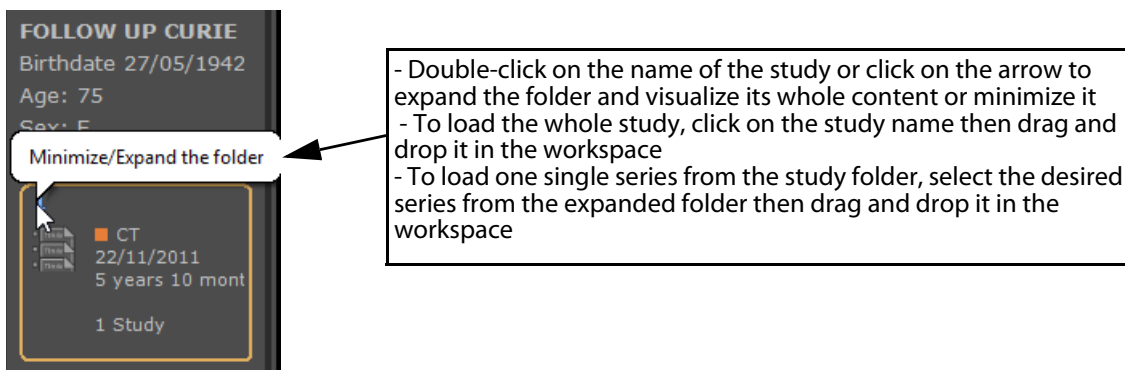 FOLLOW UP CURIE
Birthdate 27/05/1942
Age: 75
Sex: F
Minimize/Expand the folder
CT
22/11/2011
5 years 10 mont
1 Study
- Double-click on the name of the study or click on the arrow to
expand the folder and visualize its whole content or minimize it
- To load the whole study, click on the study name then drag and
drop it in the workspace
- To load one single series from the study folder, select the desired
series from the expanded folder then drag and drop it in the
workspace